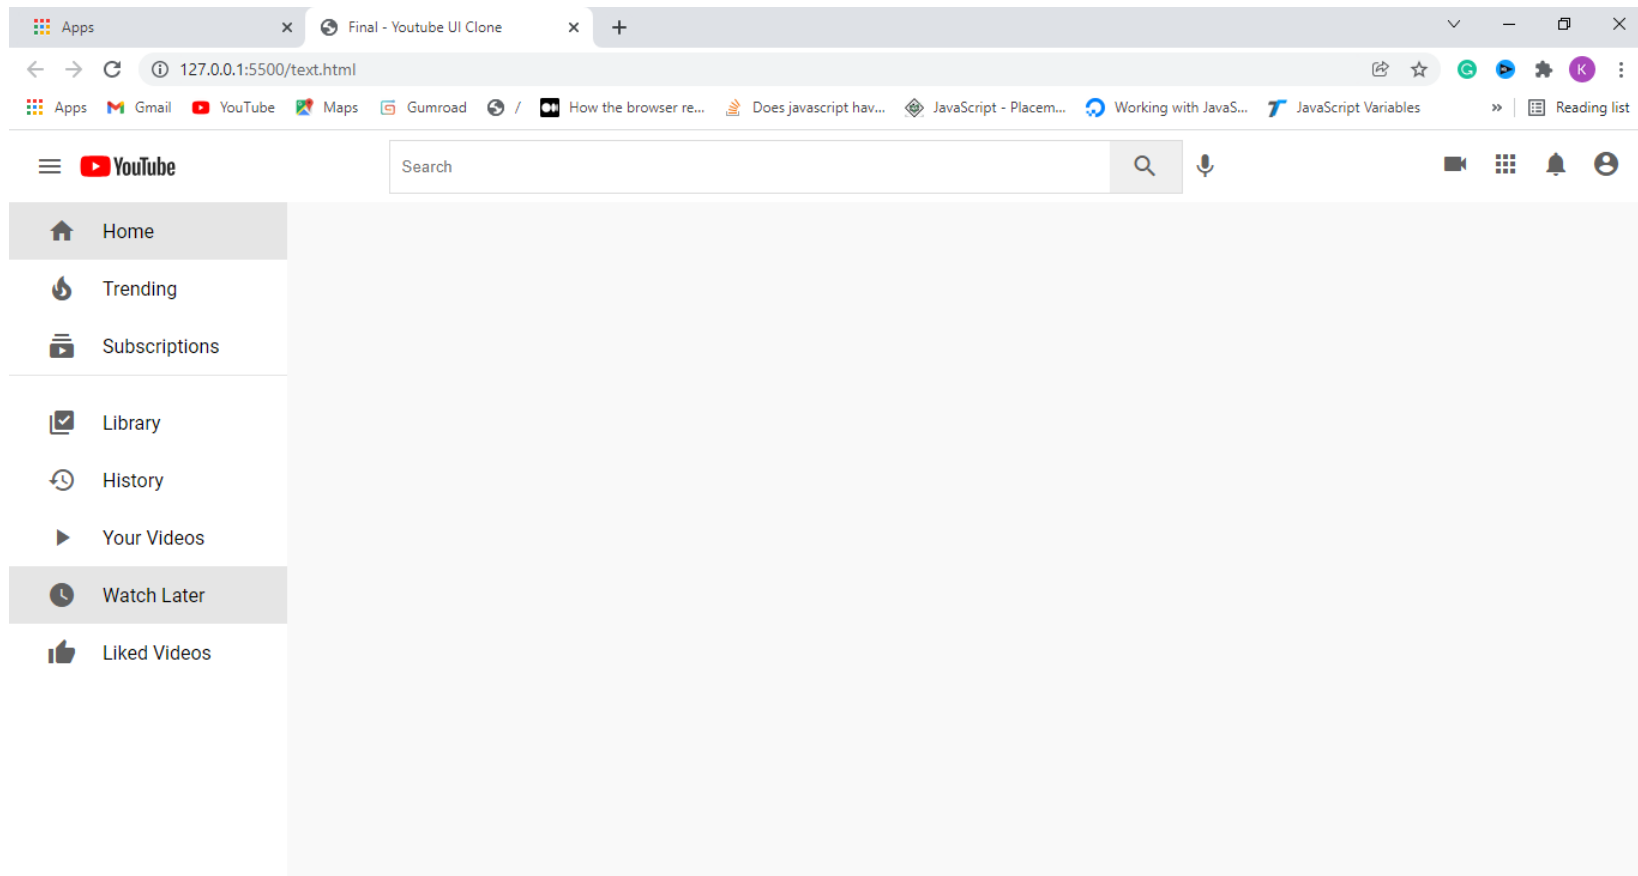 Apps Final - Youtube UI Clone
127.0.0.1:5500/text.html K
Apps Gmail YouTube Maps Gumroad / How the browser re... Does javascript hav... JavaScript - Placem... Working with JavaS... JavaScript Variables » Reading list
YouTube Search
Home
Trending
Subscriptions
Library
History
Your Videos
Watch Later
Liked Videos